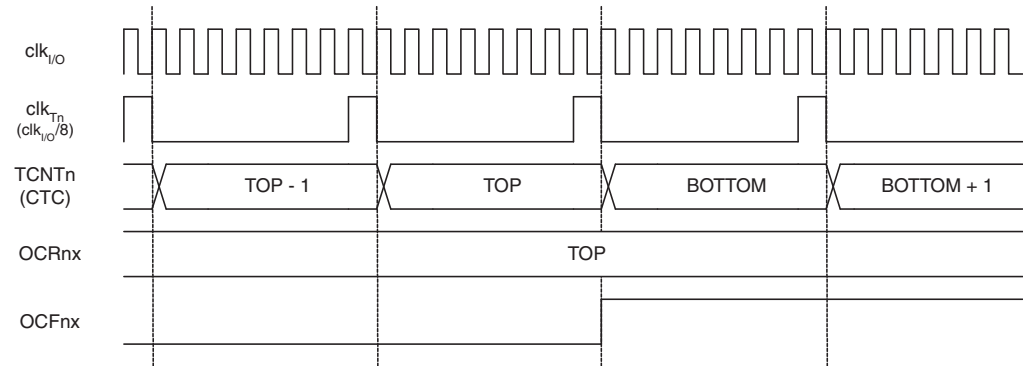 clkI/O
clkTn
(clkI/O/8)
TCNTn
(CTC)
TOP - 1
TOP
BOTTOM
BOTTOM + 1
OCRnx
TOP
OCFnx